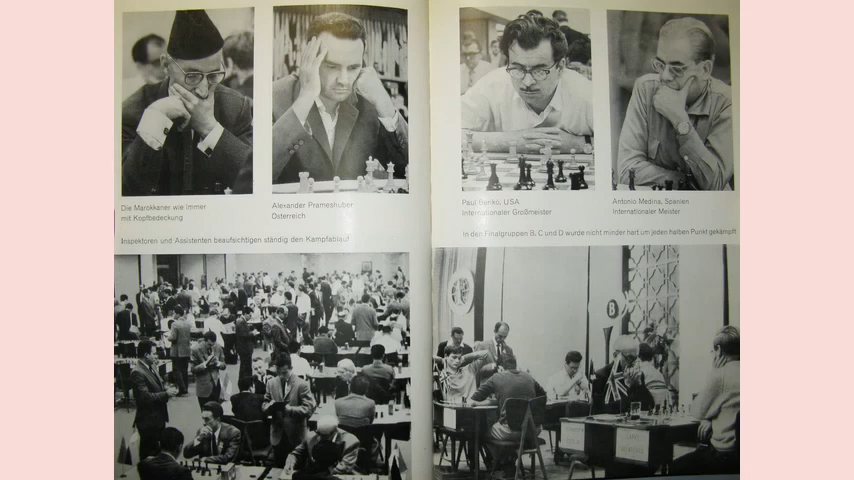 Die Marokkaner wie immer
mit Kopfbedeckung
Alexander Prameshuber
Österreich
Inspektoren und Assistenten beaufsichtigen ständig den Kampfablauf
Paul Benkö, USA
Internationaler Großmeister
Antonio Medina, Spanien
Internationaler Meister
In den Finalgruppen B, C und D wurde nicht minder hart um jeden halben Punkt gekämpft
B